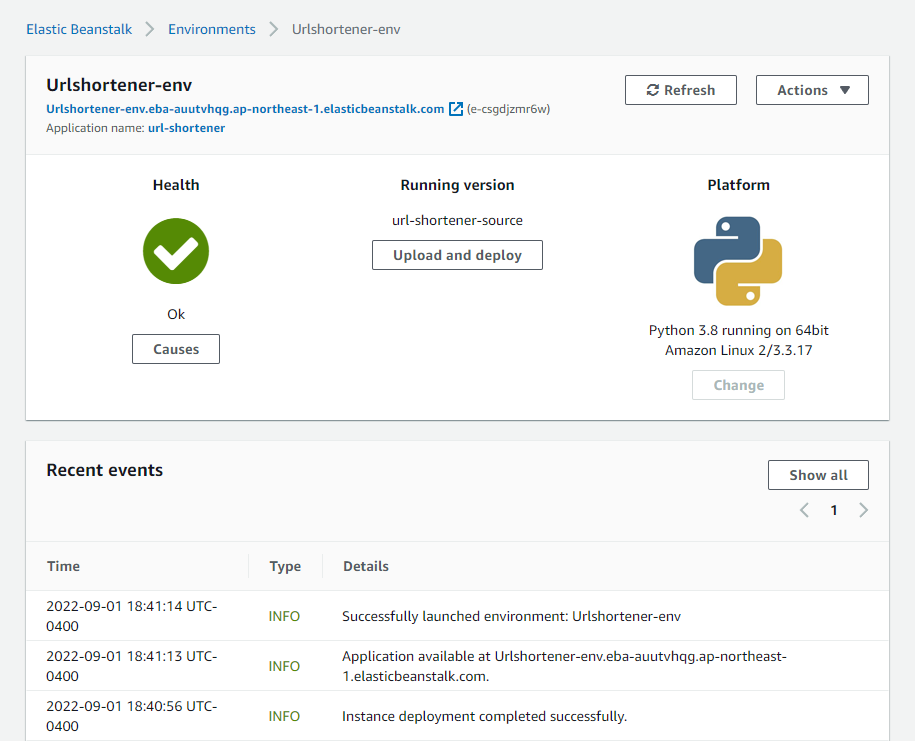 Elastic Beanstalk > Environments > Urlshortener-env
Urlshortener-env
Refresh
Actions
Urlshortener-env.eba-auutvhqg.ap-northeast-1.elasticbeanstalk.com (e-csgdjzmr6w)
Application name: url-shortener
Health
Running version
Platform
url-shortener-source
Upload and deploy
Ok
Causes
Python 3.8 running on 64bit
Amazon Linux 2/3.3.17
Change
Recent events
Show all
< 1 >
Time Type Details
2022-09-01 18:41:14 UTC-
0400
INFO
Successfully launched environment: Urlshortener-env
2022-09-01 18:41:13 UTC-
0400
INFO
Application available at Urlshortener-env.eba-auutvhqg.ap-northeast-
1.elasticbeanstalk.com.
2022-09-01 18:40:56 UTC-
0400
INFO
Instance deployment completed successfully.